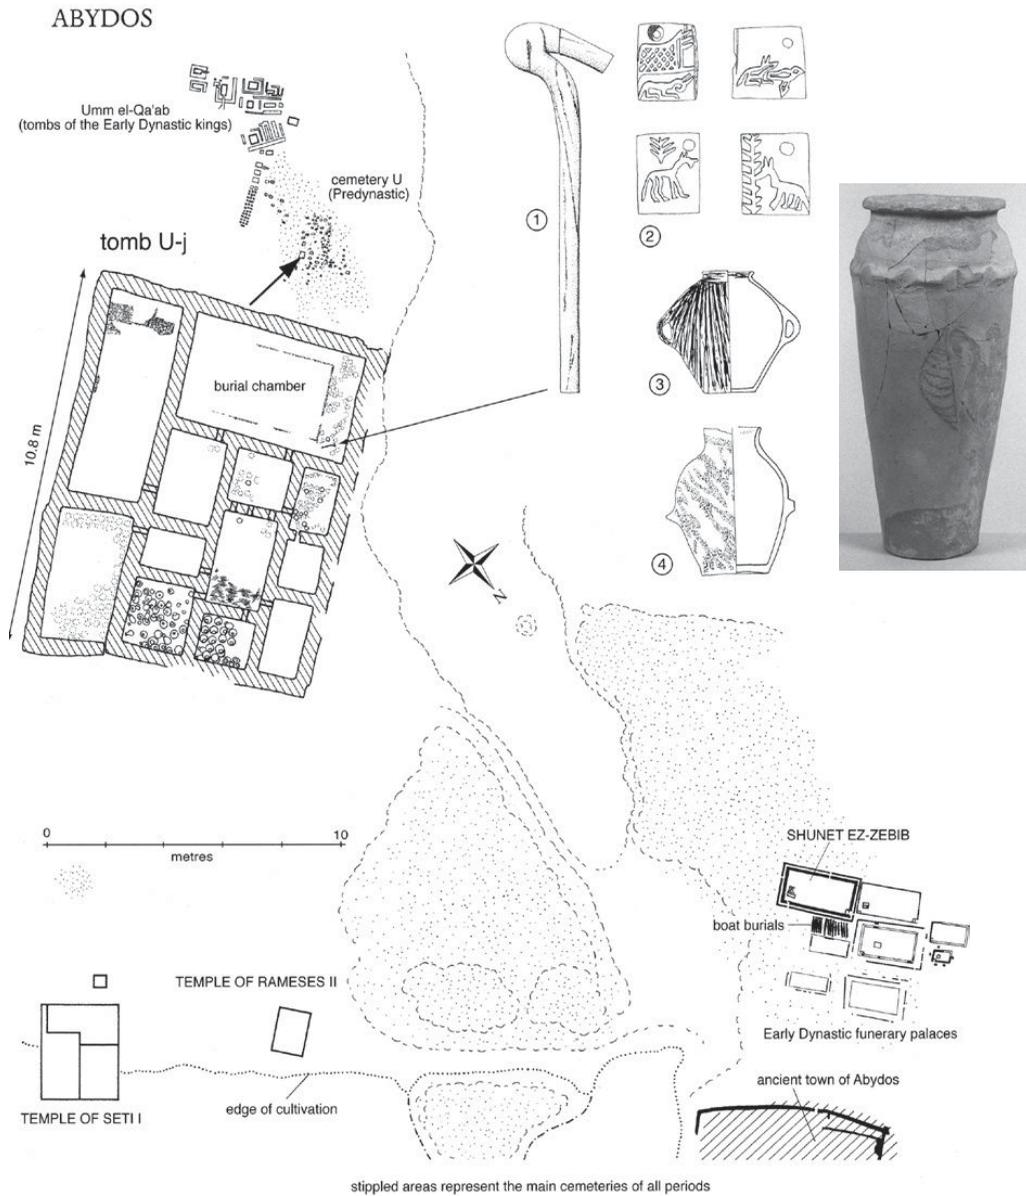 ABYDOS
Umm el-Qa'ab
(tombs of the Early Dynastic kings)
cemetery U
(Predynastic)
tomb U-j
burial chamber
10.8 m
1
2
3
4
N
0 10
metres
SHUNET EZ-ZEBIB
boat burials
Early Dynastic funerary palaces
TEMPLE OF RAMESES II
TEMPLE OF SETI I
edge of cultivation
ancient town of Abydos
stippled areas represent the main cemeteries of all periods